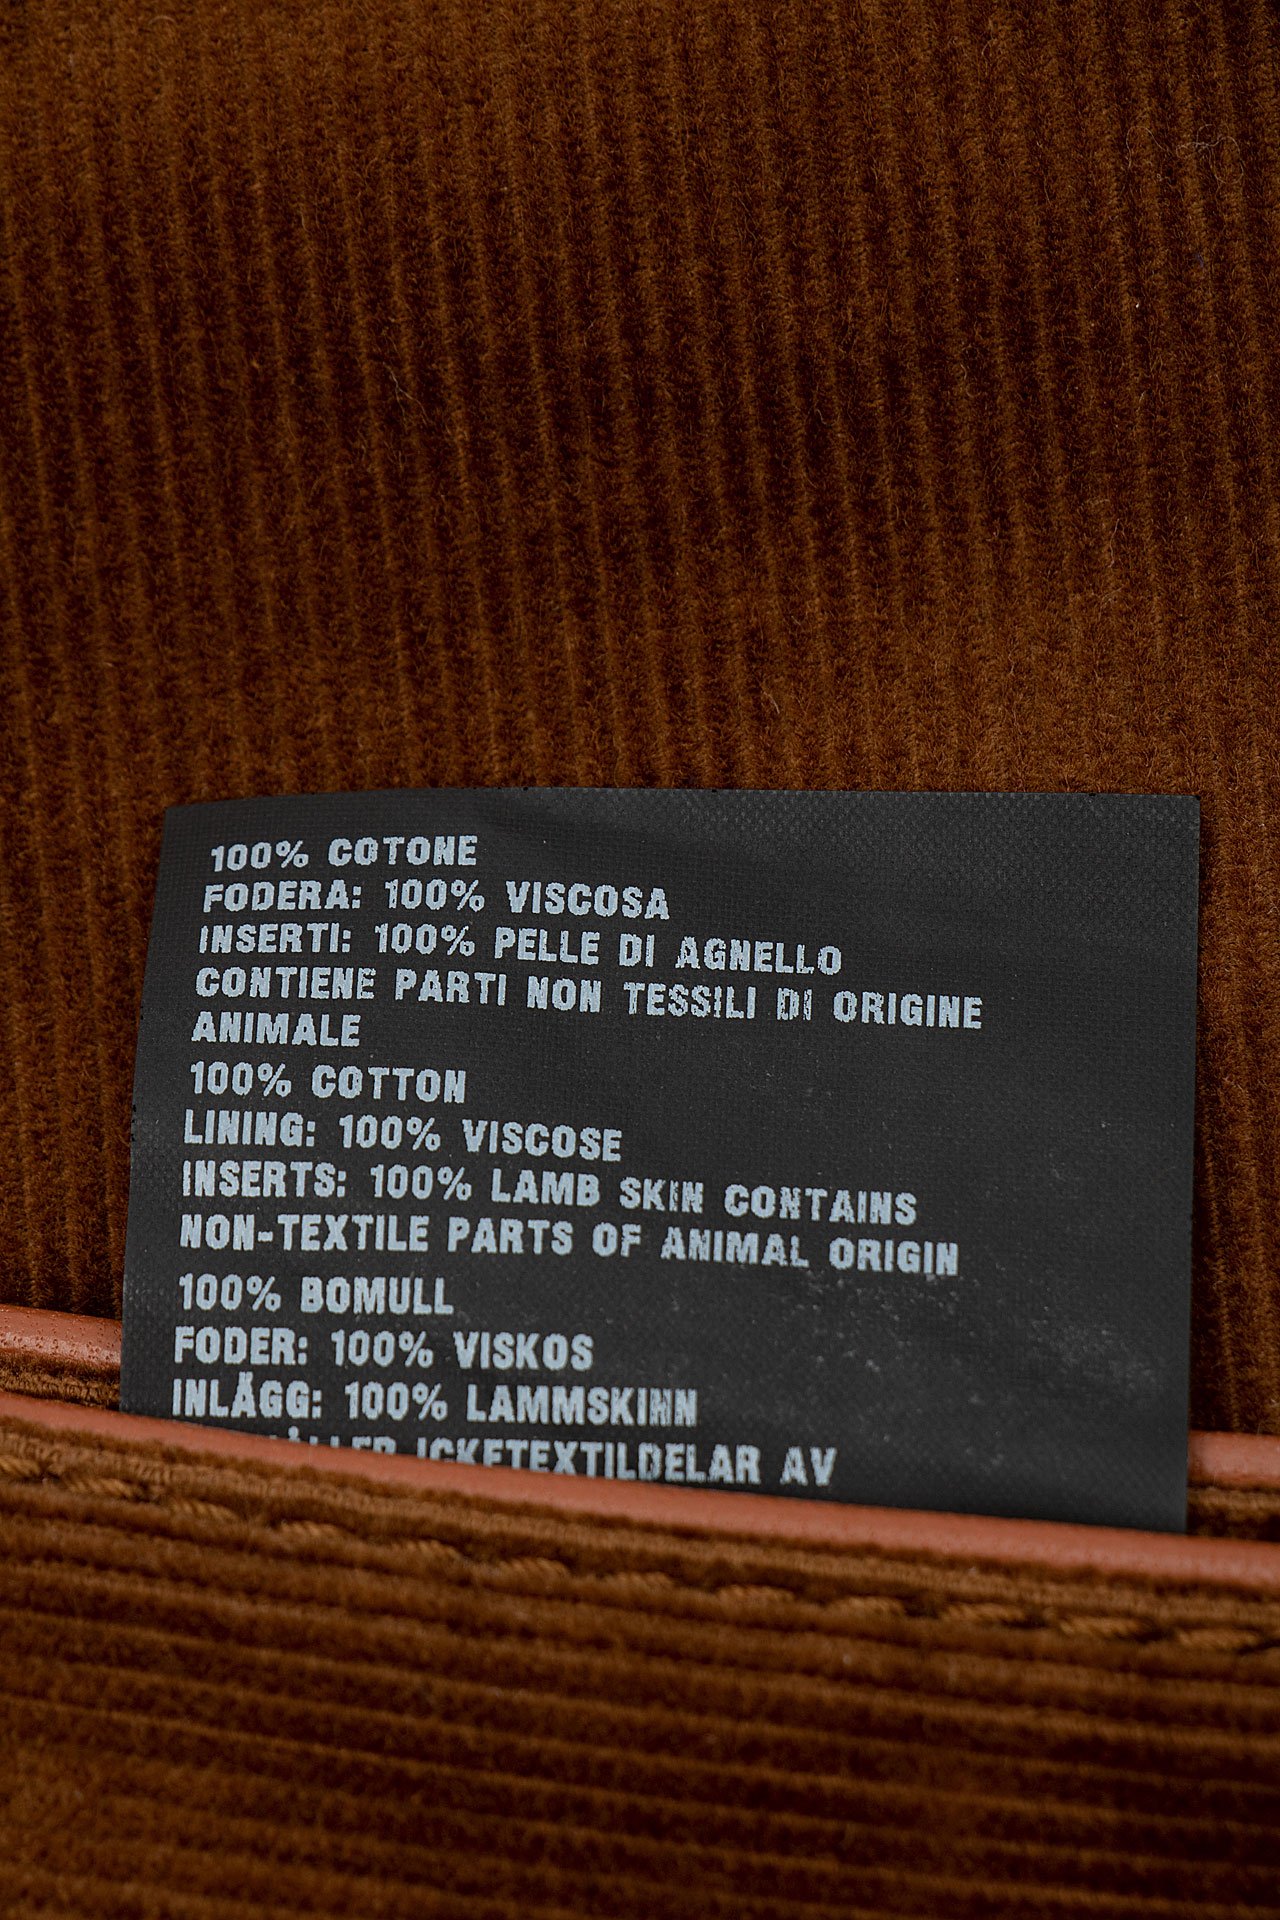 100% COTONE
FODERA: 100% VISCOSA
INSERTI: 100% PELLE DI AGNELLO
CONTIENE PARTI NON TESSILI DI ORIGINE
ANIMALE
100% COTTON
LINING: 100% VISCOSE
INSERTS: 100% LAMB SKIN CONTAINS
NON-TEXTILE PARTS OF ANIMAL ORIGIN
100% BOMULL
FODER: 100% VISKOS
INLÄGG: 100% LAMMSKINN
ICKETEXTILDELAR AV